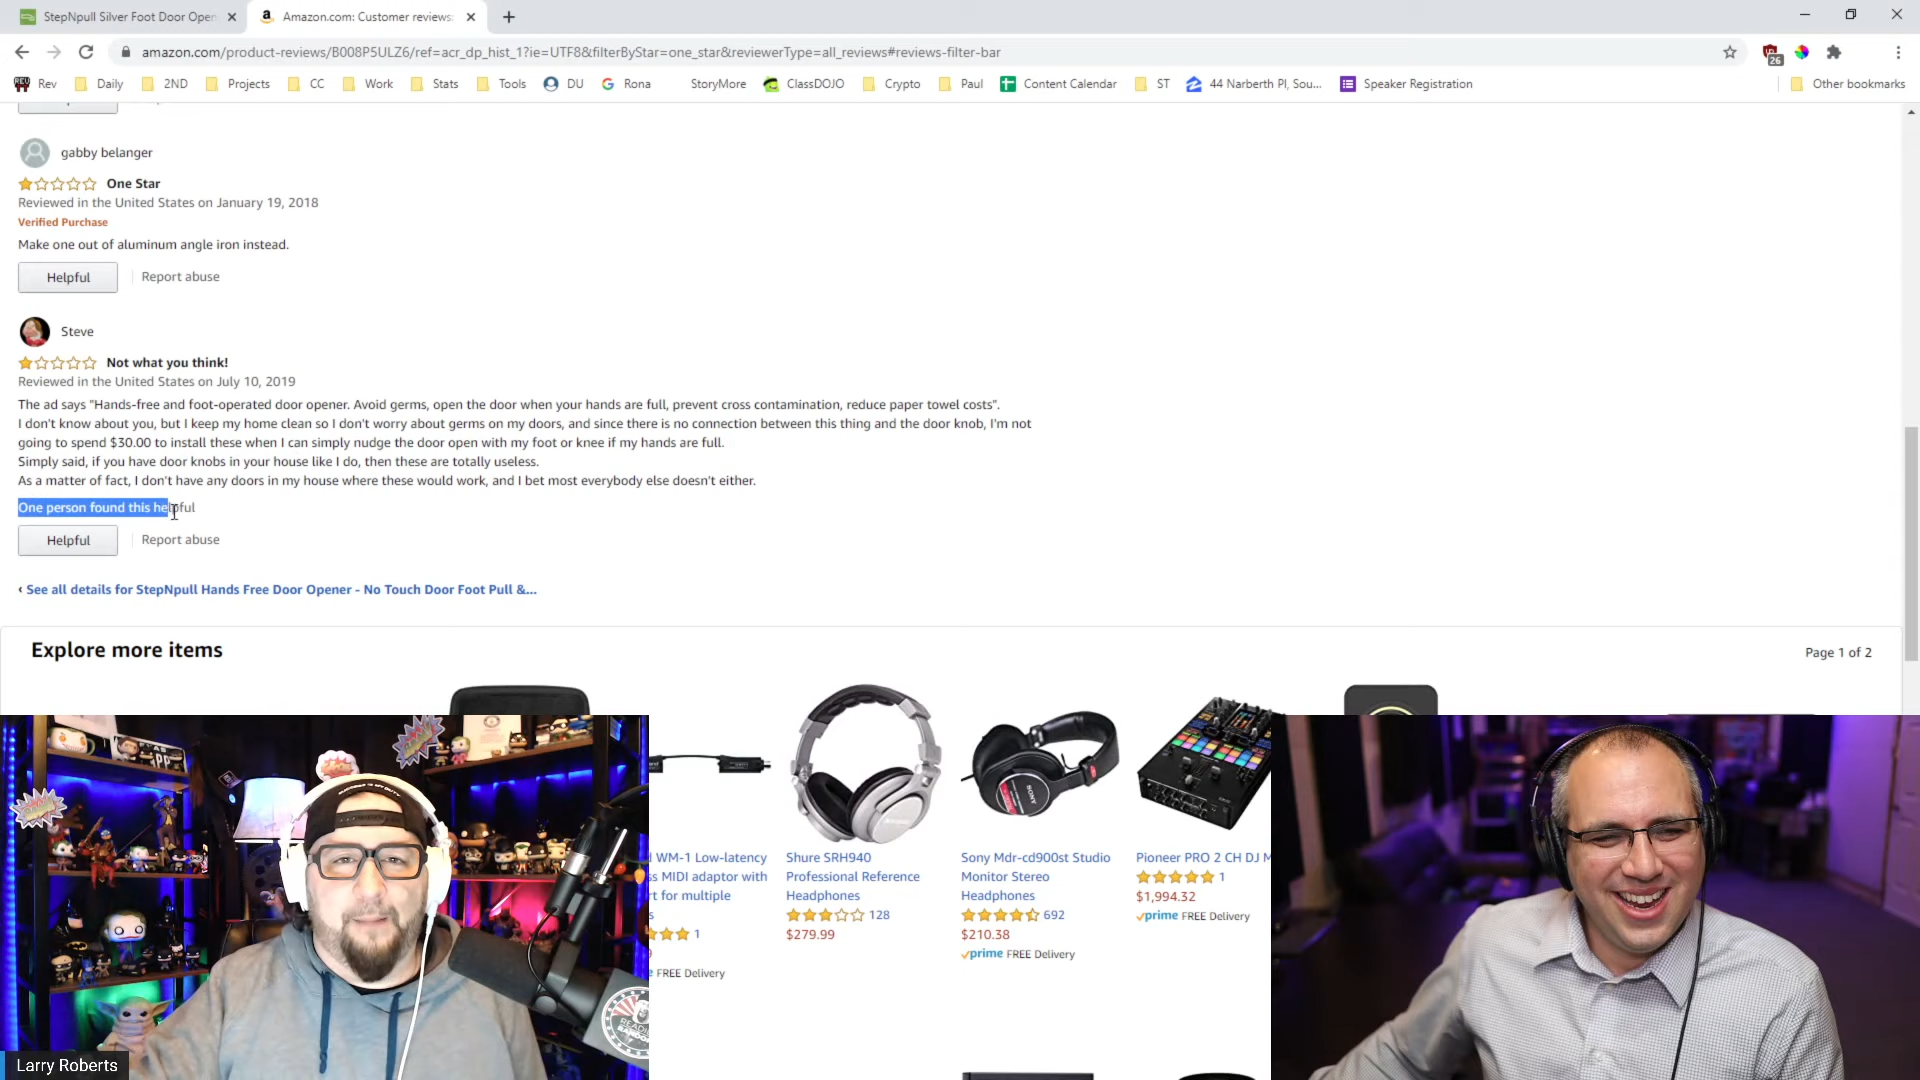 StepNpull Silver Foot Door Open
Amazon.com: Customer reviews:
amazon.com/product-reviews/B008P5ULZ6/ref=acr_dp_hist_1?ie=UTF8&filterByStar=one_star&reviewerType=all_reviews#reviews-filter-bar
26
Rev
Daily
2ND
Projects
CC
Work
Stats
Tools
DU
Rona
StoryMore
ClassDOJO
Crypto
Paul
Content Calendar
ST
44 Narberth Pl, Sou...
Speaker Registration
Other bookmarks
gabby belanger
One Star
Reviewed in the United States on January 19, 2018
Verified Purchase
Make one out of aluminum angle iron instead.
Helpful
Report abuse
Steve
Not what you think!
Reviewed in the United States on July 10, 2019
The ad says "Hands-free and foot-operated door opener. Avoid germs, open the door when your hands are full, prevent cross contamination, reduce paper towel costs".
I don't know about you, but I keep my home clean so I don't worry about germs on my doors, and since there is no connection between this thing and the door knob, I'm not
going to spend $30.00 to install these when I can simply nudge the door open with my foot or knee if my hands are full.
Simply said, if you have door knobs in your house like I do, then these are totally useless.
As a matter of fact, I don't have any doors in my house where these would work, and I bet most everybody else doesn't either.
One person found this helpful
Helpful
Report abuse
‹ See all details for StepNpull Hands Free Door Opener - No Touch Door Foot Pull &...
Explore more items
Page 1 of 2
WM-1 Low-latency
MIDI adaptor with
for multiple
1
FREE Delivery
Shure SRH940
Professional Reference
Headphones
128
$279.99
Sony Mdr-cd900st Studio
Monitor Stereo
Headphones
692
$210.38
prime FREE Delivery
Pioneer PRO 2 CH DJ M
1
$1,994.32
prime FREE Delivery
SONY
Larry Roberts